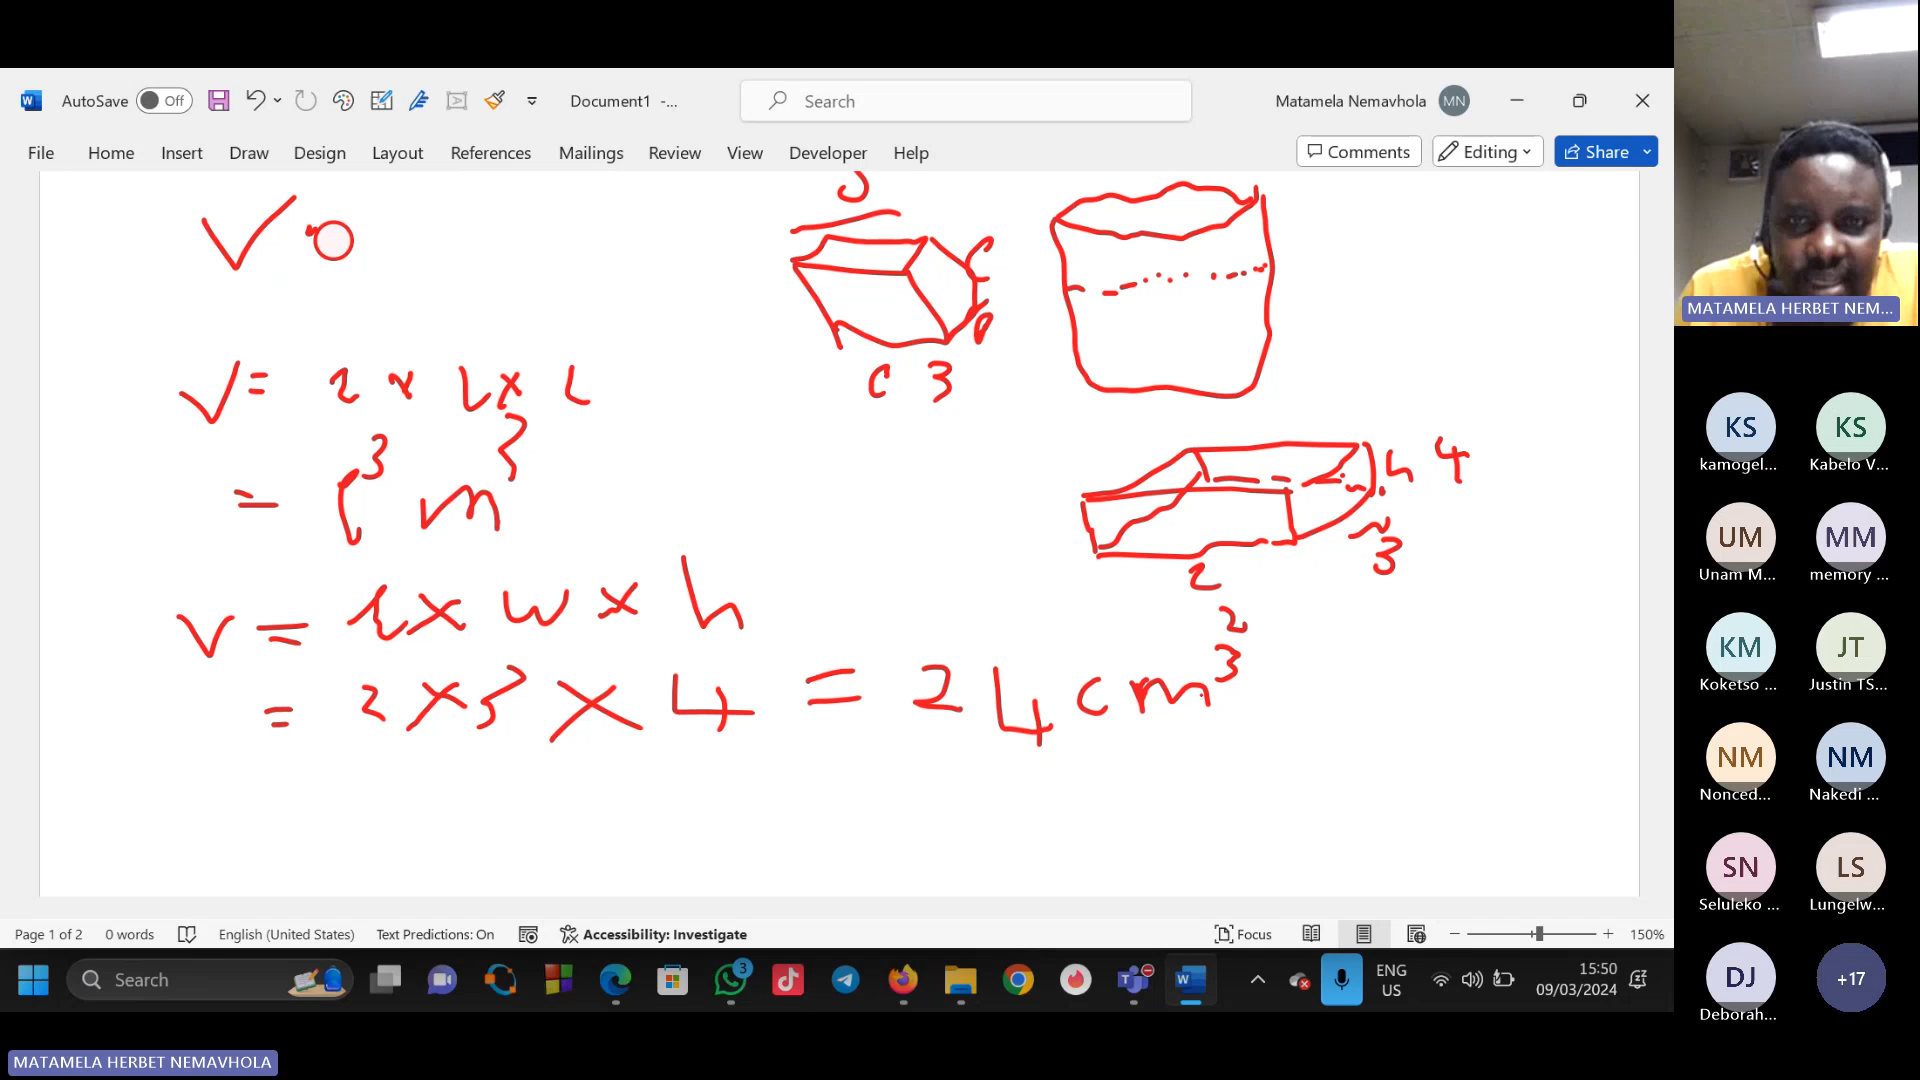 AutoSave Off Document1 -... Search Matamela Nemavhola MN
File Home Insert Draw Design Layout References Mailings Review View Developer Help Comments Editing Share
MATAMELA HERBET NEM...
V
C 3
V= l x l x l
= l³ m³
h 4
3
2
V = l x w x h
= 2 x 3 x 4 = 24 cm³
2
KS KS
kamogel... Kabelo V...
UM MM
Unam M... memory ...
KM JT
Koketso ... Justin TS...
NM NM
Nonced... Nakedi ...
SN LS
Seluleko ... Lungelw...
DJ +17
Deborah...
Page 1 of 2 0 words English (United States) Text Predictions: On Accessibility: Investigate Focus 150%
Search 3 ENG US 15:50 09/03/2024
MATAMELA HERBET NEMAVHOLA